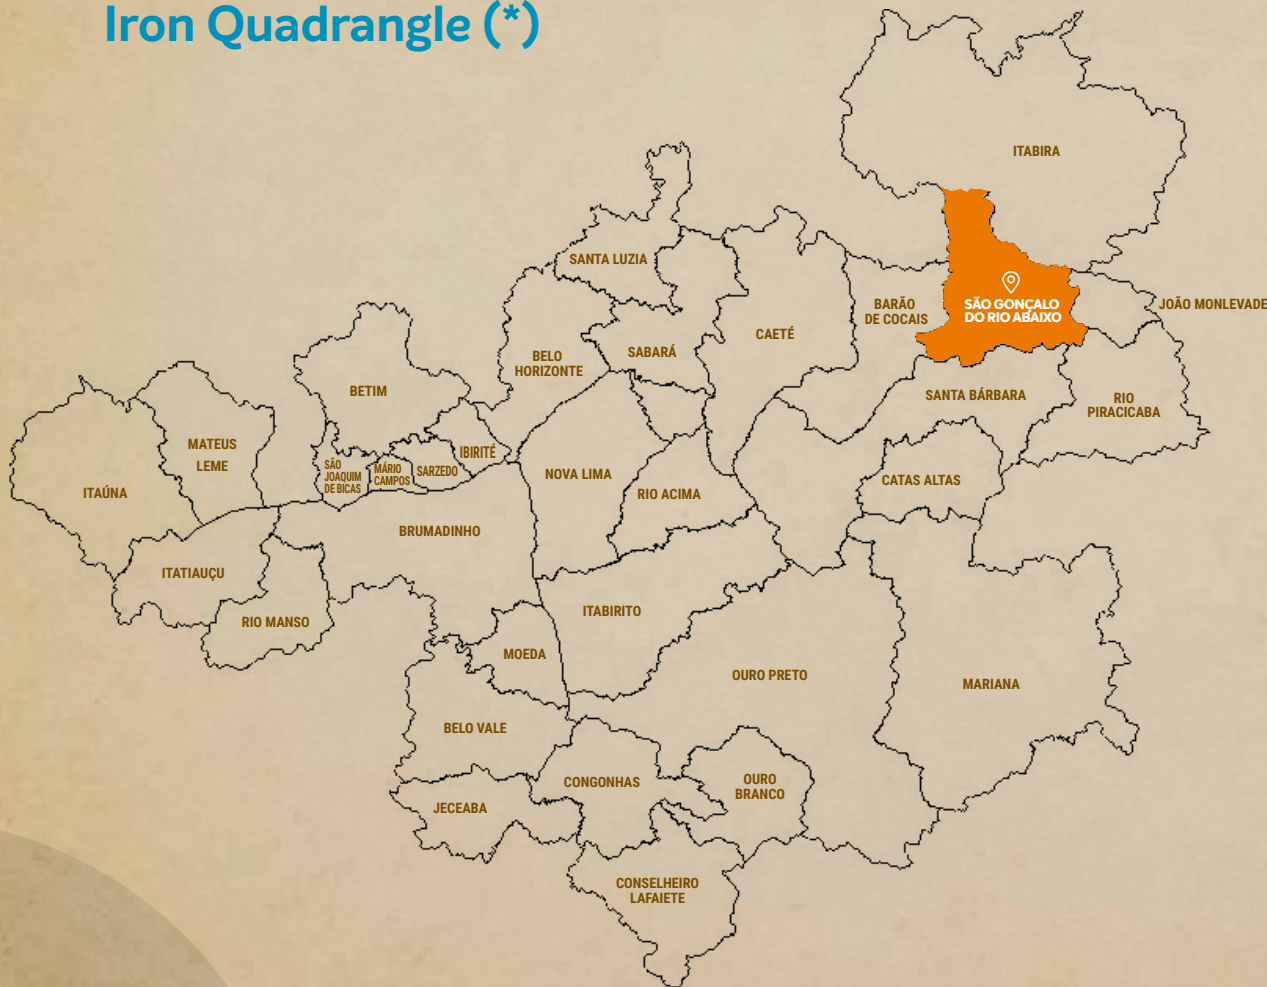 Iron Quadrangle (*)
ITABIRA
SANTA LUZIA
SÃO GONÇALO
DO RIO ABAIXO
JOÃO MONLEVADE
BARÃO
DE COCAIS
CAETÉ
SABARÁ
BELO
HORIZONTE
BETIM
SANTA BÁRBARA
RIO
PIRACICABA
MATEUS
LEME
IBIRITÉ
SÃO
JOAQUIM
DE BICAS
MÁRIO
CAMPOS
SARZEDO
NOVA LIMA
RIO ACIMA
CATAS ALTAS
ITAÚNA
BRUMADINHO
ITATIAUÇU
RIO MANSO
ITABIRITO
MOEDA
OURO PRETO
MARIANA
BELO VALE
CONGONHAS
OURO
BRANCO
JECEABA
CONSELHEIRO
LAFAIETE